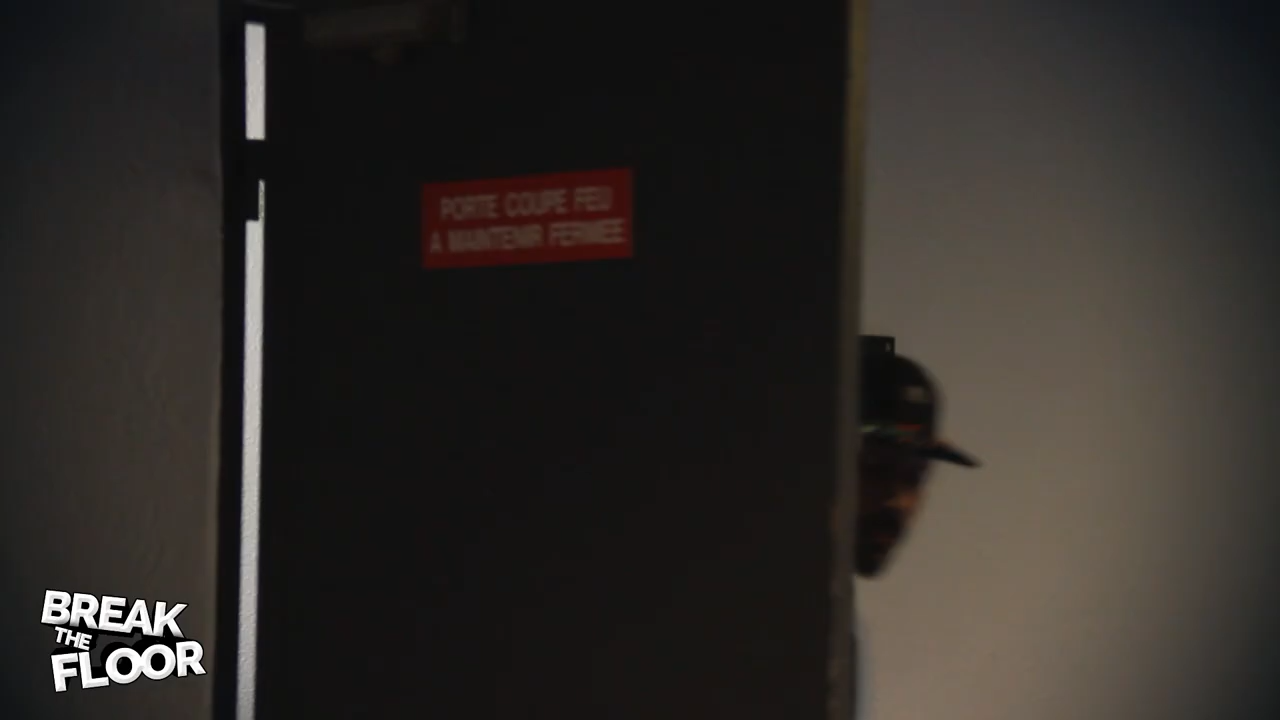 PORTE COUPE FEU
A MAINTENIR FERMEE
BREAK
THE
FLOOR